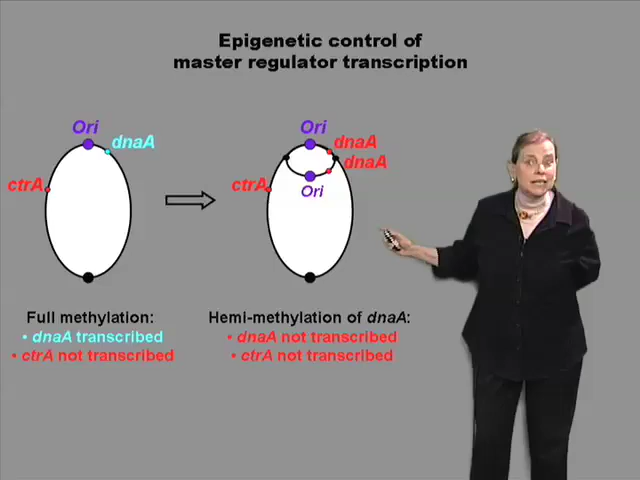 Epigenetic control of
master regulator transcription
Ori
dnaA
ctrA
Full methylation:
• dnaA transcribed
• ctrA not transcribed
Ori
dnaA
dnaA
ctrA
Ori
Hemi-methylation of dnaA:
• dnaA not transcribed
• ctrA not transcribed